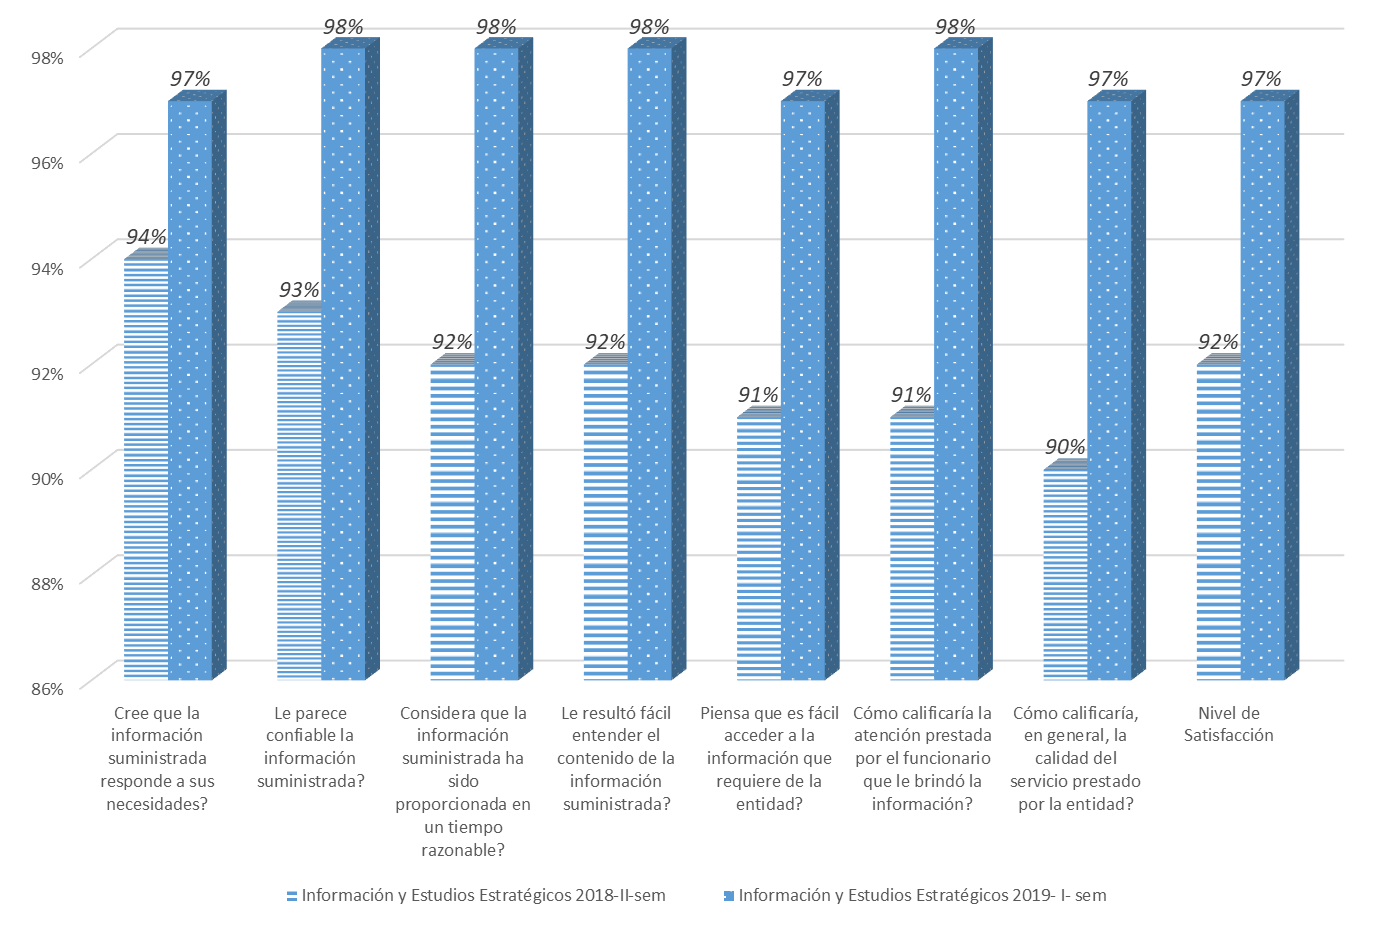 98%
96%
94%
92%
90%
88%
86%
94%
97%
93%
98%
92%
98%
92%
98%
91%
97%
91%
98%
90%
97%
92%
97%
Cree que la
información
suministrada
responde a sus
necesidades?
Le parece
confiable la
información
suministrada?
Considera que la
información
suministrada ha
sido
proporcionada en
un tiempo
razonable?
Le resultó fácil
entender el
contenido de la
información
suministrada?
Piensa que es fácil
acceder a la
información que
requiere de la
entidad?
Cómo calificaría la
atención prestada
por el funcionario
que le brindó la
información?
Cómo calificaría,
en general, la
calidad del
servicio prestado
por la entidad?
Nivel de
Satisfacción
Información y Estudios Estratégicos 2018-II-sem
Información y Estudios Estratégicos 2019- I- sem